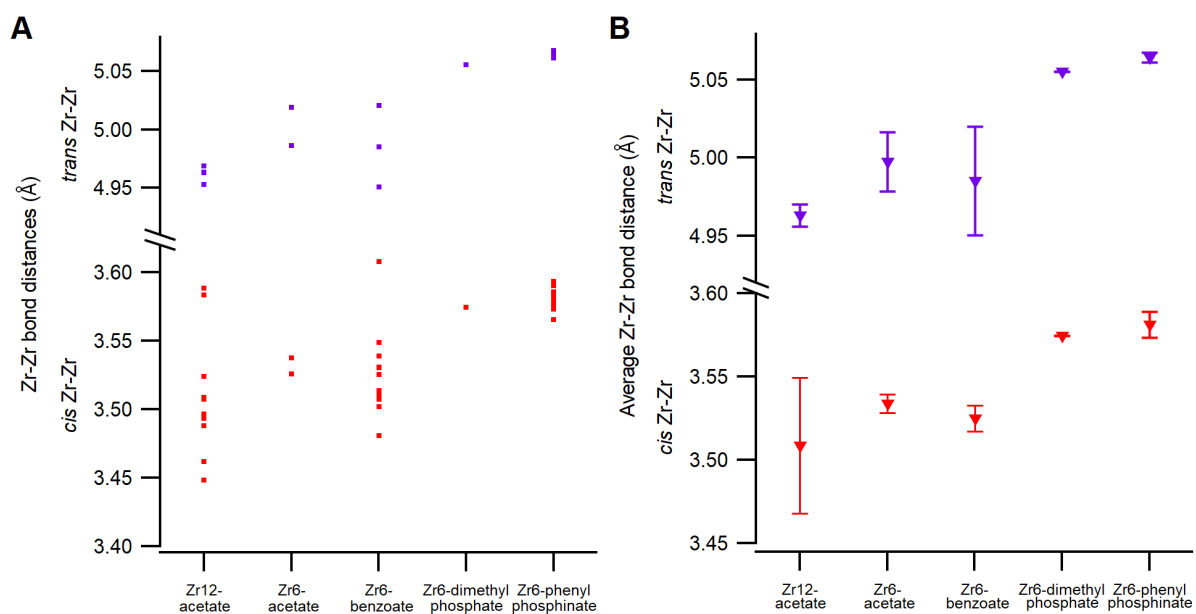 A
Zr-Zr bond distances (Å)
trans Zr-Zr
cis Zr-Zr
5.05
5.00
4.95
3.60
3.55
3.50
3.45
3.40
Zr12-
acetate
Zr6-
acetate
Zr6-
benzoate
Zr6-dimethyl
phosphate
Zr6-phenyl
phosphinate
B
Average Zr-Zr bond distance (Å)
trans Zr-Zr
cis Zr-Zr
5.05
5.00
4.95
3.60
3.55
3.50
3.45
Zr12-
acetate
Zr6-
acetate
Zr6-
benzoate
Zr6-dimethyl
phosphate
Zr6-phenyl
phosphinate